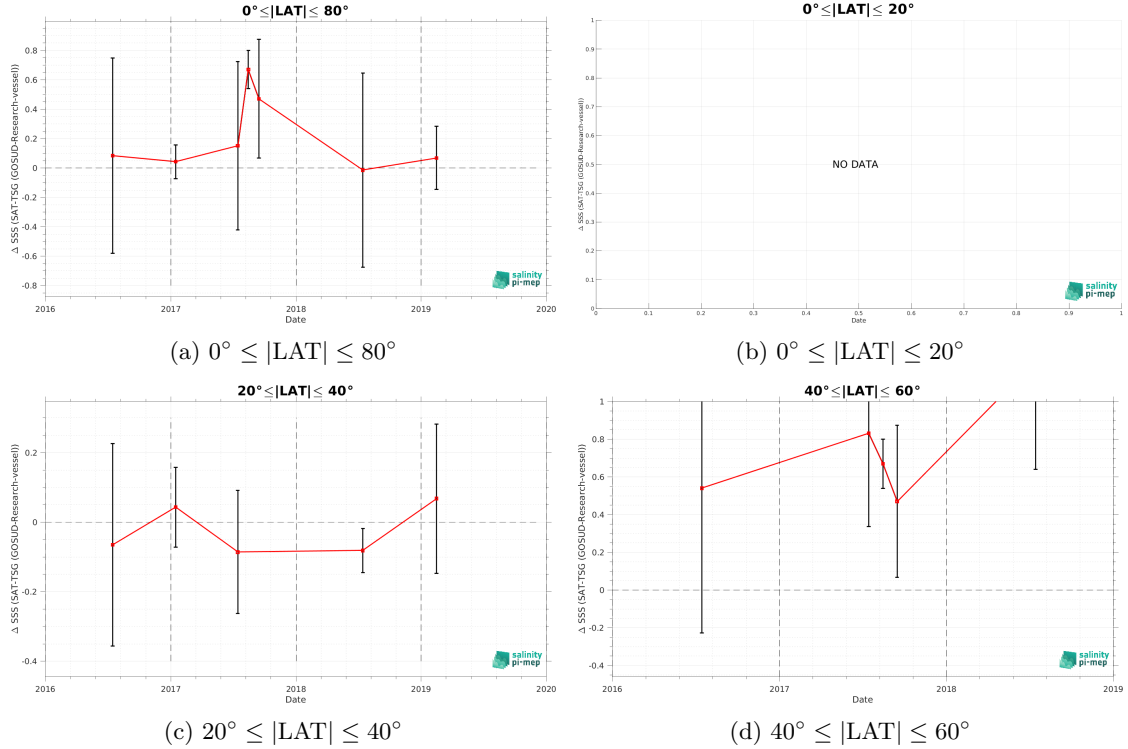 0°≤|LAT|≤ 80°
Δ SSS (SAT-TSG (GOSUD-Research-vessel))
0.8
0.6
0.4
0.2
0
-0.2
-0.4
-0.6
-0.8
2016 2017 2018 2019 2020
Date
salinity
pi-mep
(a) 0° ≤ |LAT| ≤ 80°
0°≤|LAT|≤ 20°
Δ SSS (SAT-TSG (GOSUD-Research-vessel))
1
0.9
0.8
0.7
0.6
0.5
0.4
0.3
0.2
0.1
0
NO DATA
0 0.1 0.2 0.3 0.4 0.5 0.6 0.7 0.8 0.9 1
Date
salinity
pi-mep
(b) 0° ≤ |LAT| ≤ 20°
20°≤|LAT|≤ 40°
Δ SSS (SAT-TSG (GOSUD-Research-vessel))
0.2
0
-0.2
-0.4
2016 2017 2018 2019 2020
Date
salinity
pi-mep
(c) 20° ≤ |LAT| ≤ 40°
40°≤|LAT|≤ 60°
Δ SSS (SAT-TSG (GOSUD-Research-vessel))
1
0.8
0.6
0.4
0.2
0
-0.2
-0.4
2016 2017 2018 2019
Date
salinity
pi-mep
(d) 40° ≤ |LAT| ≤ 60°